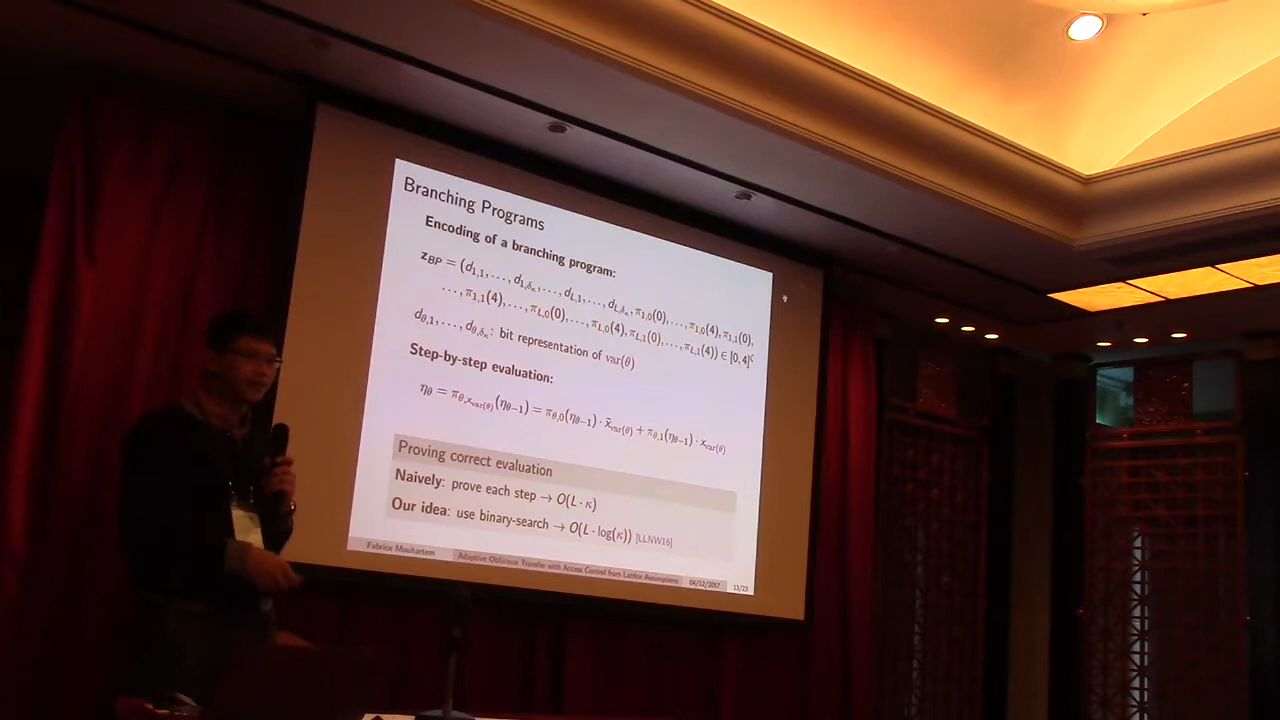 Branching Programs
Encoding of a branching program:
z_BP = (d_{1,1}, …, d_{1,δ_κ}, …, d_{L,1}, …, d_{L,δ_κ}, π_{1,0}(0), …, π_{1,0}(4), π_{1,1}(0),
…, π_{1,1}(4), …, π_{L,0}(0), …, π_{L,0}(4), π_{L,1}(0), …, π_{L,1}(4)) ∈ [0, 4]^ζ
d_{θ,1}, …, d_{θ,δ_κ}: bit representation of var(θ)
Step-by-step evaluation:
η_θ = π_{θ,x_{var(θ)}}(η_{θ−1}) = π_{θ,0}(η_{θ−1}) · x̄_{var(θ)} + π_{θ,1}(η_{θ−1}) · x_{var(θ)}
Proving correct evaluation
Naively: prove each step → O(L · κ)
Our idea: use binary-search → O(L · log(κ)) [LLNW16]
Fabrice Mouhartem Adaptive Oblivious Transfer with Access Control from Lattice Assumptions 04/12/2017 13/23